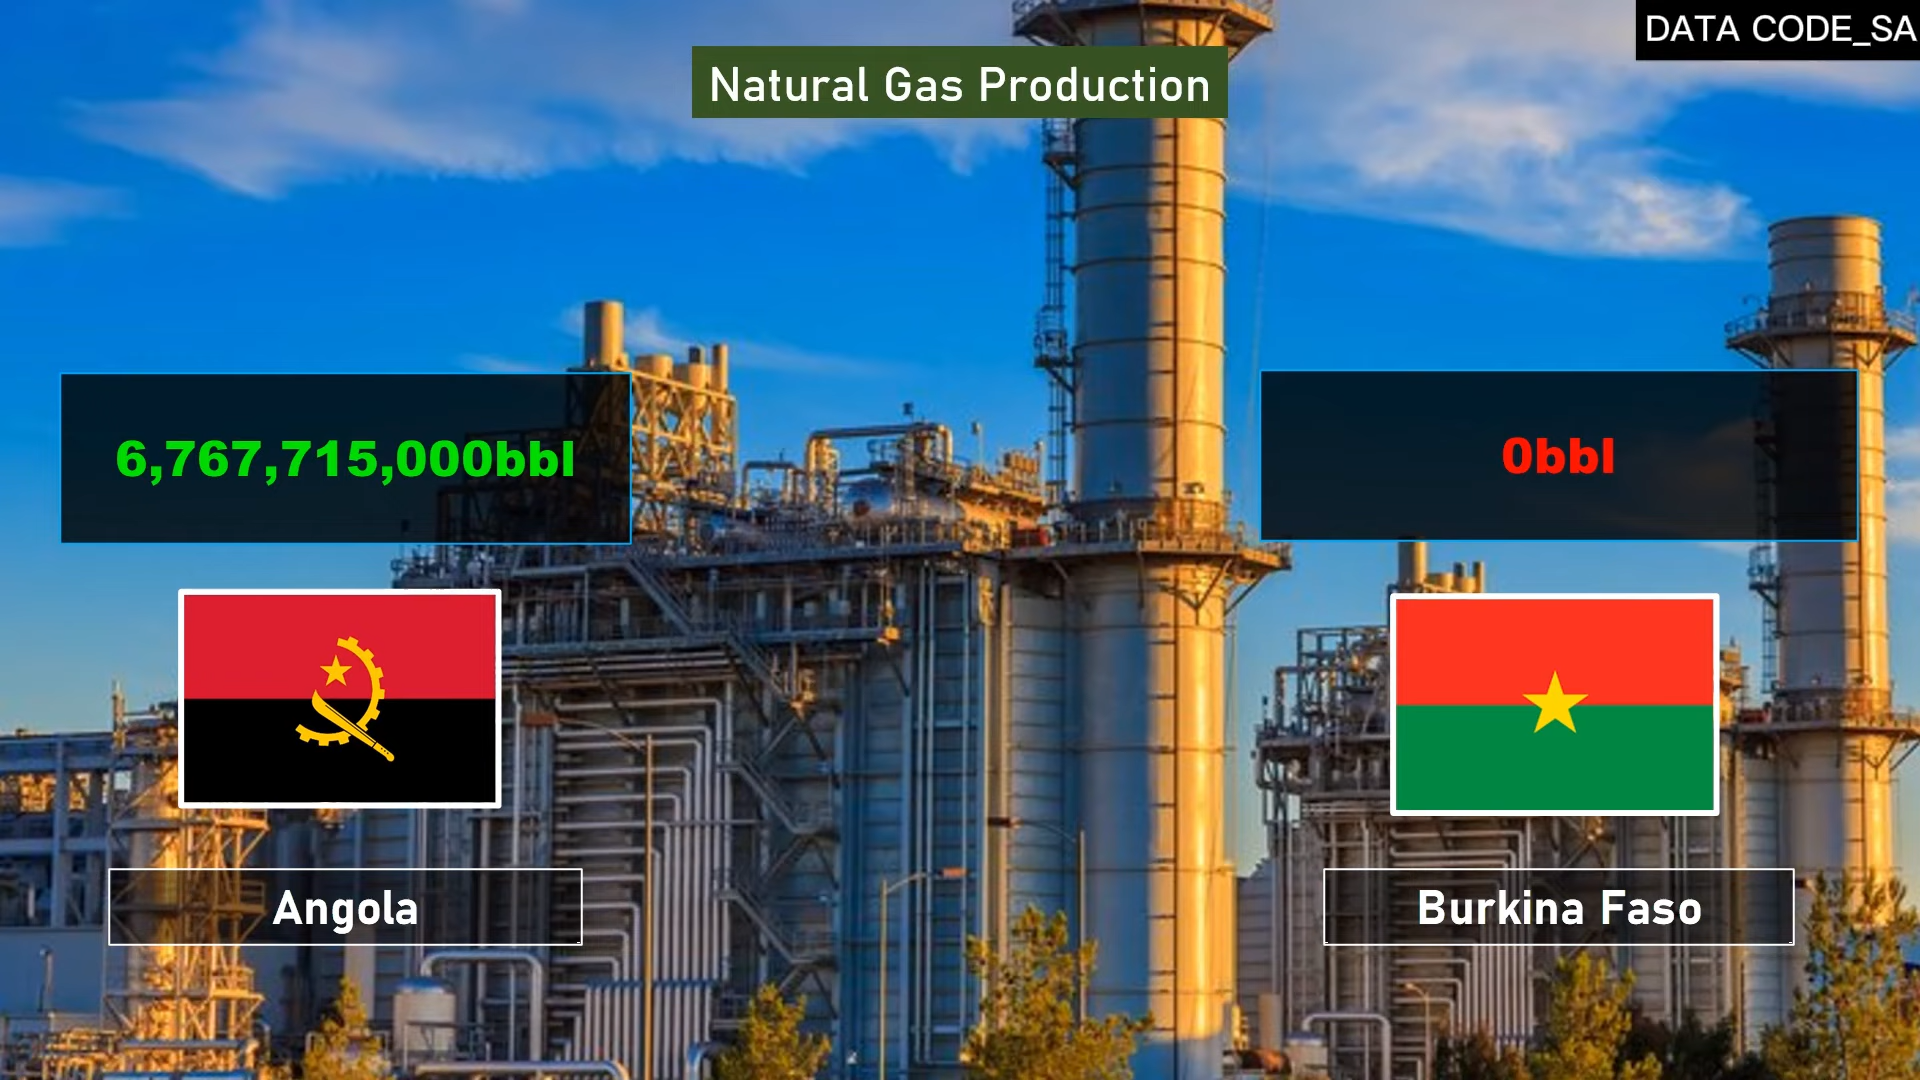 DATA CODE_SA
Natural Gas Production
6,767,715,000bbl
0bbl
Angola
Burkina Faso